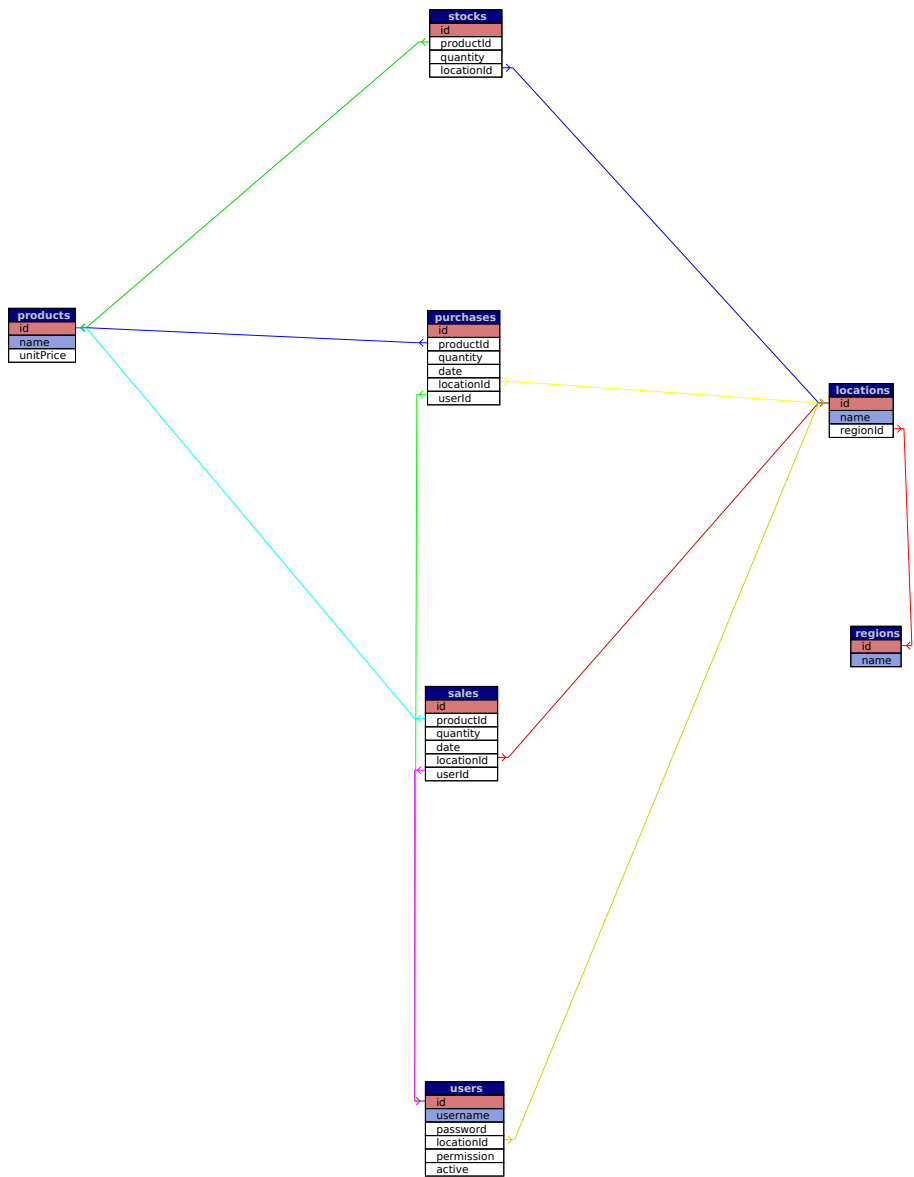 stocks
id
productId
quantity
locationId
products
id
name
unitPrice
purchases
id
productId
quantity
date
locationId
userId
locations
id
name
regionId
regions
id
name
sales
id
productId
quantity
date
locationId
userId
users
id
username
password
locationId
permission
active